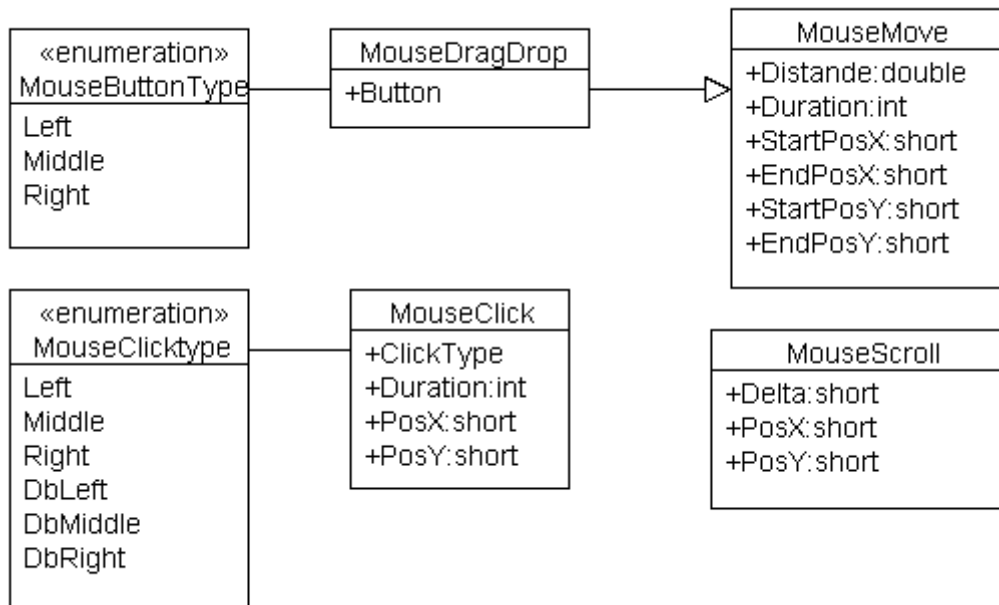 «enumeration»
MouseButtonType
Left
Middle
Right
MouseDragDrop
+Button
MouseMove
+Distande:double
+Duration:int
+StartPosX:short
+EndPosX:short
+StartPosY:short
+EndPosY:short
«enumeration»
MouseClicktype
Left
Middle
Right
DbLeft
DbMiddle
DbRight
MouseClick
+ClickType
+Duration:int
+PosX:short
+PosY:short
MouseScroll
+Delta:short
+PosX:short
+PosY:short